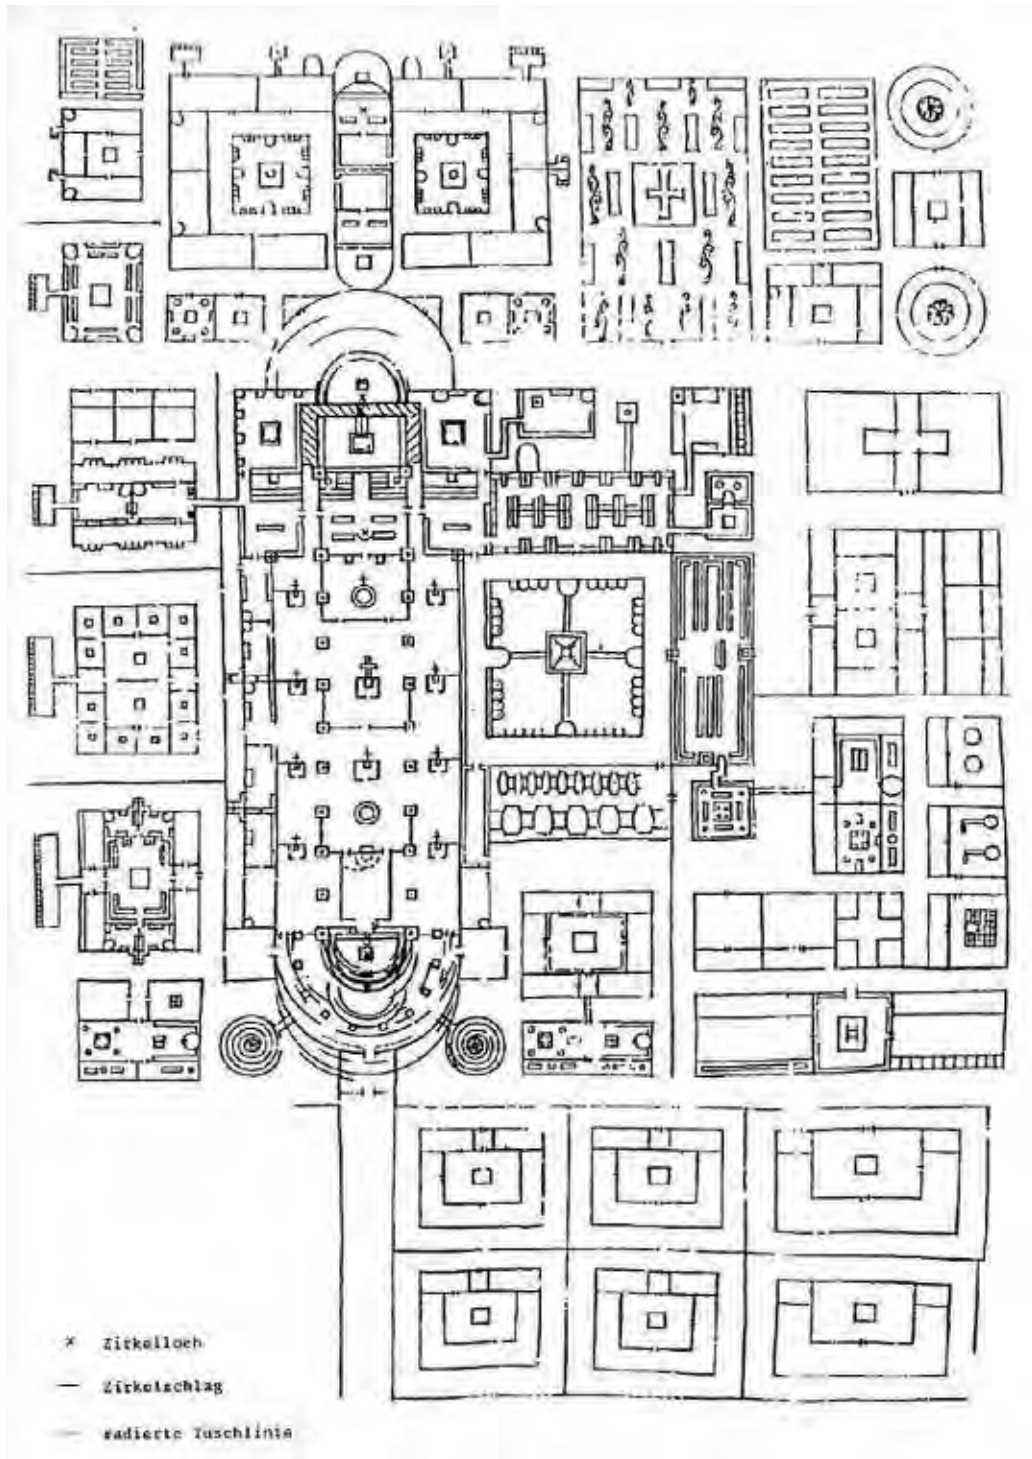 x Zirkelloch
— Zirkelschlag
— radierte Tuschlinie